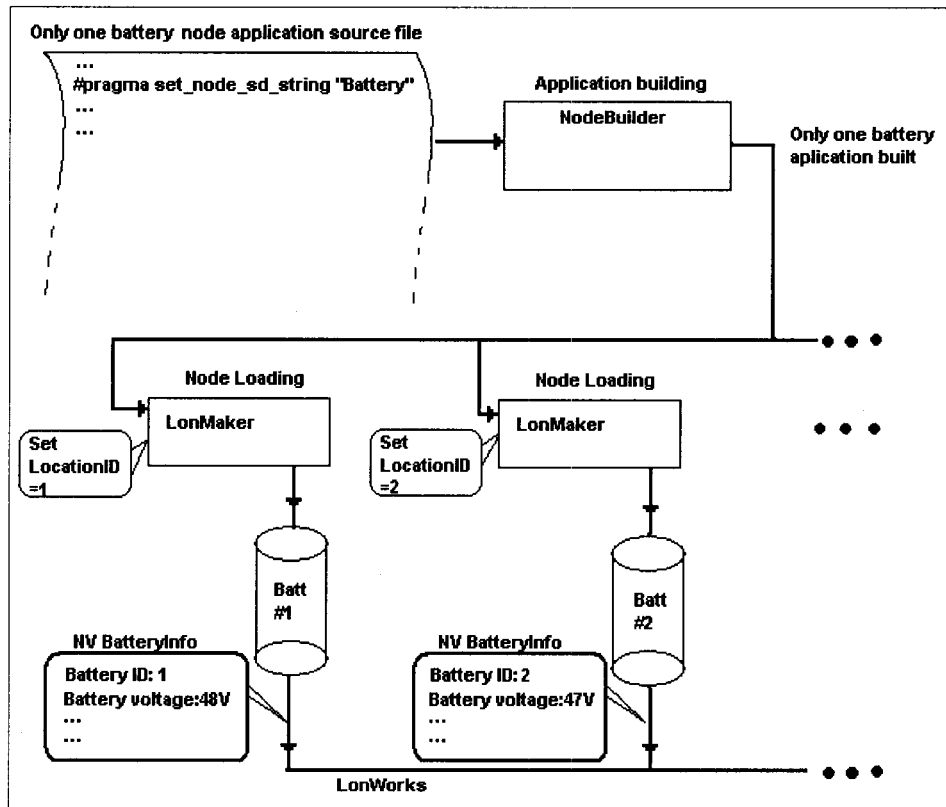 Only one battery node application source file
...
#pragma set_node_sd_string "Battery"
...
...
Application building
NodeBuilder
Only one battery
aplication built
Node Loading
LonMaker
Set
LocationID
=1
Node Loading
LonMaker
Set
LocationID
=2
Batt
#1
Batt
#2
NV BatteryInfo
Battery ID: 1
Battery voltage:48V
...
...
NV BatteryInfo
Battery ID: 2
Battery voltage:47V
...
...
LonWorks